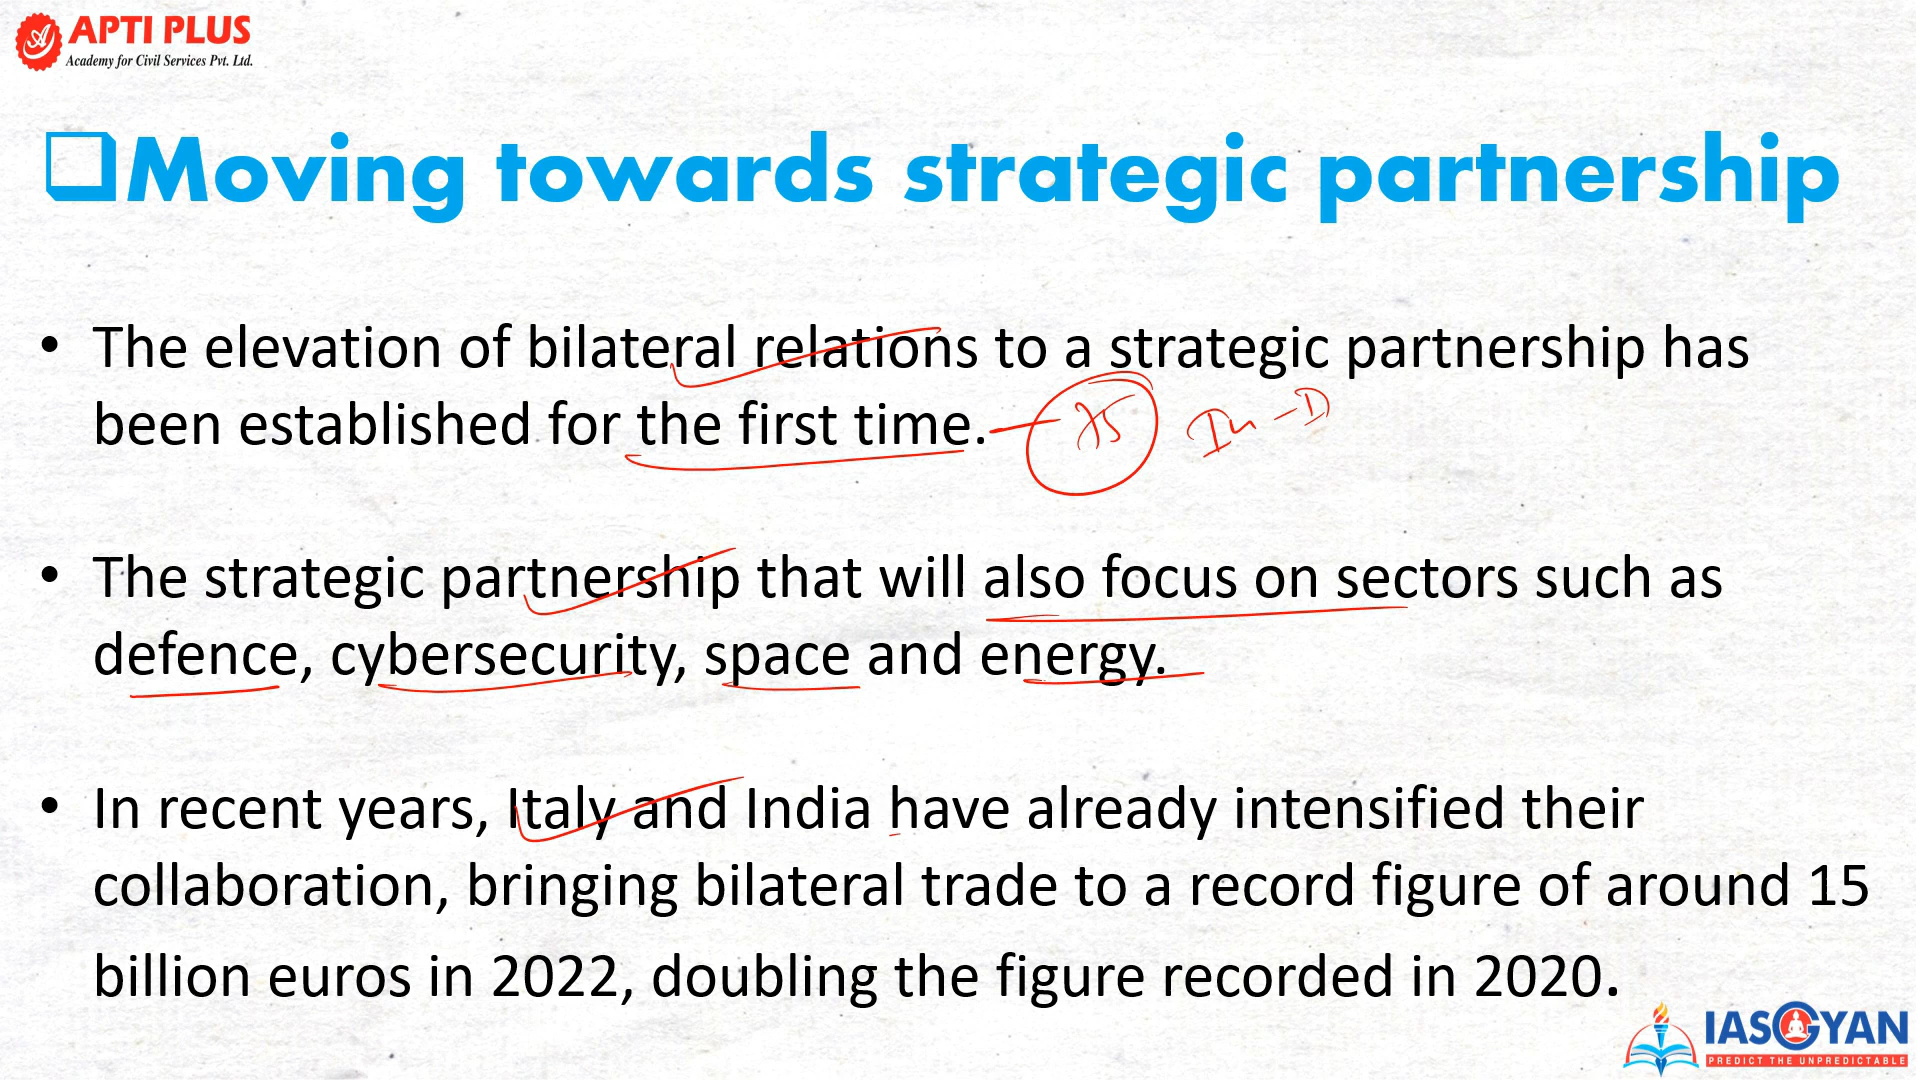 APTI PLUS
Academy for Civil Services Pvt. Ltd.
Moving towards strategic partnership
• The elevation of bilateral relations to a strategic partnership has
been established for the first time. 75
• The strategic partnership that will also focus on sectors such as
defence, cybersecurity, space and energy.
• In recent years, Italy and India have already intensified their
collaboration, bringing bilateral trade to a record figure of around 15
billion euros in 2022, doubling the figure recorded in 2020.
IASGYAN
PREDICT THE UNPREDICTABLE